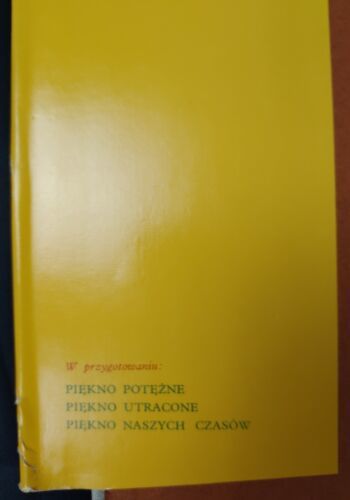 W przygotowaniu:
PIĘKNO POTĘŻNE
PIĘKNO UTRACONE
PIĘKNO NASZYCH CZASÓW